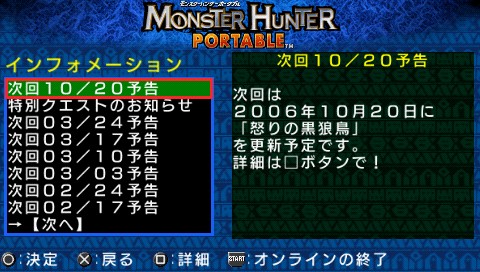 モンスターハンターポータブル
MONSTER HUNTER
PORTABLE™
インフォメーション
次回10/20予告
特別クエストのお知らせ
次回03/24予告
次回03/17予告
次回03/10予告
次回03/03予告
次回02/24予告
次回02/17予告
→【次へ】
次回10/20予告
次回は
2006年10月20日に
「怒りの黒狼鳥」
を更新予定です。
詳細は□ボタンで!
○:決定 ×:戻る □:詳細 START:オンラインの終了